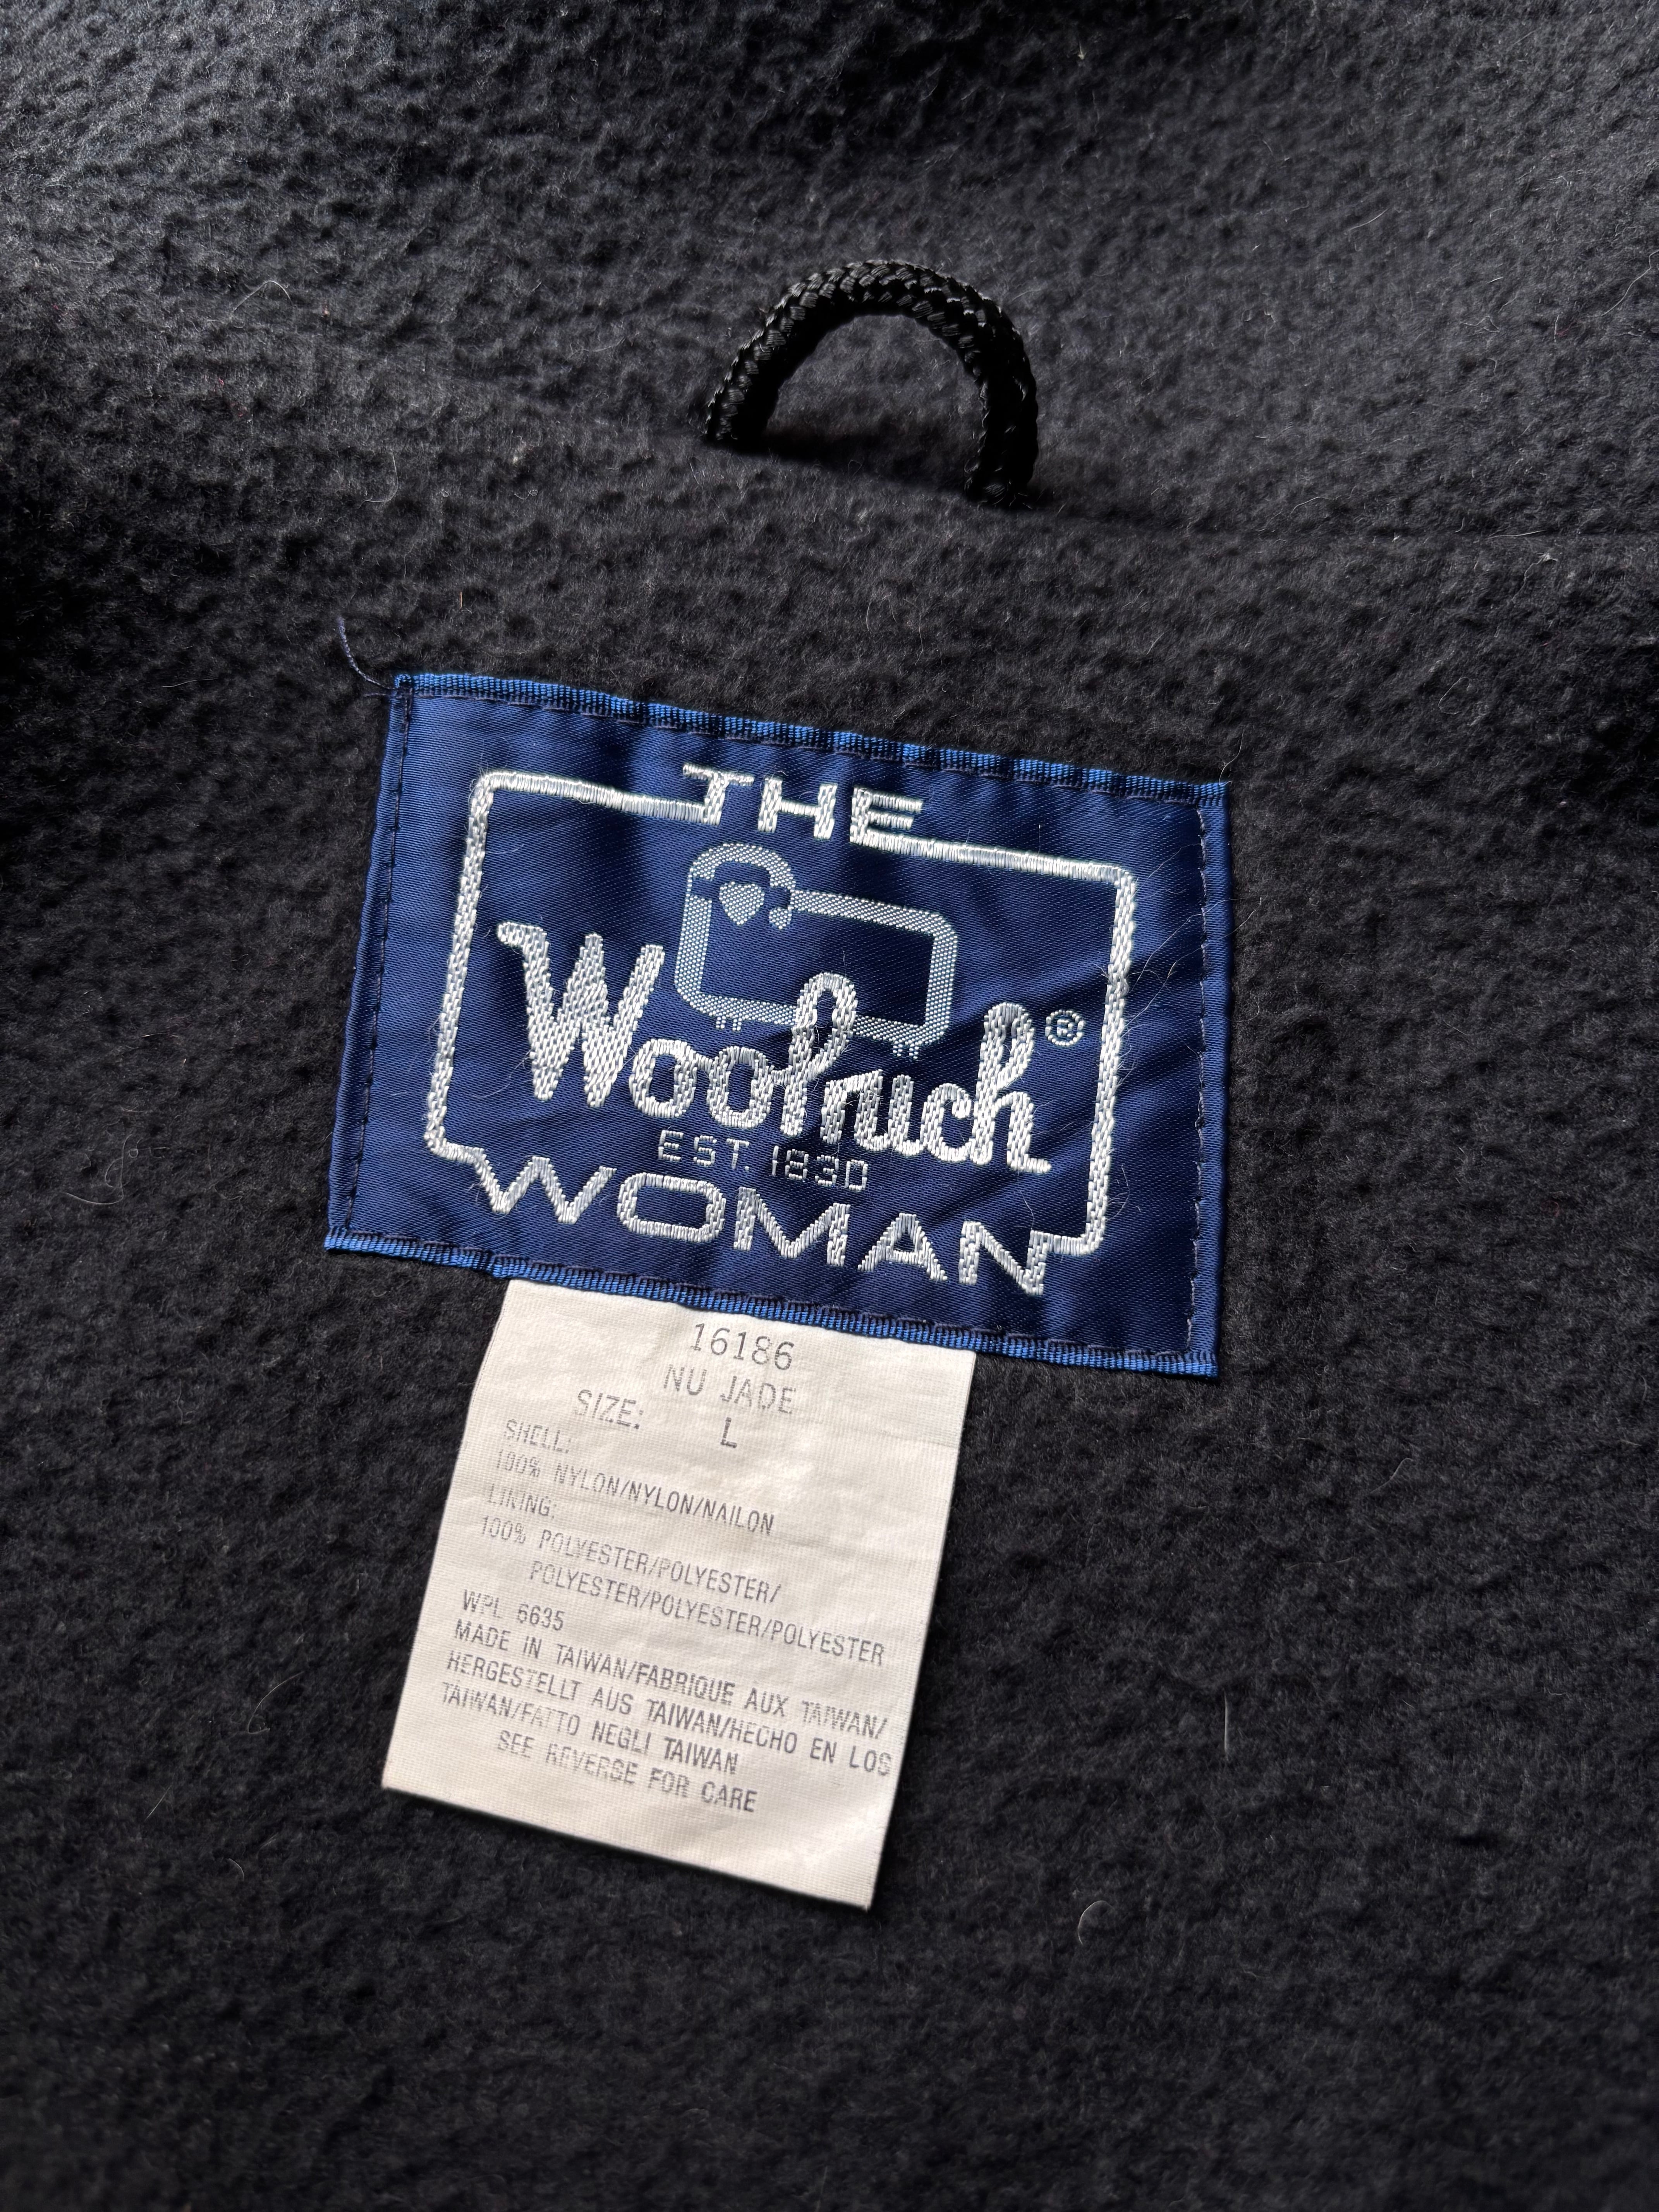 THE
Woolrich®
EST. 1830
WOMAN
16186
NU JADE
SIZE: L
SHELL:
100% NYLON/NYLON/NAILON
LINING:
100% POLYESTER/POLYESTER/
POLYESTER/POLYESTER/POLYESTER
WPL 6635
MADE IN TAIWAN/FABRIQUE AUX TAIWAN/
HERGESTELLT AUS TAIWAN/HECHO EN LOS
TAIWAN/FATTO NEGLI TAIWAN
SEE REVERSE FOR CARE